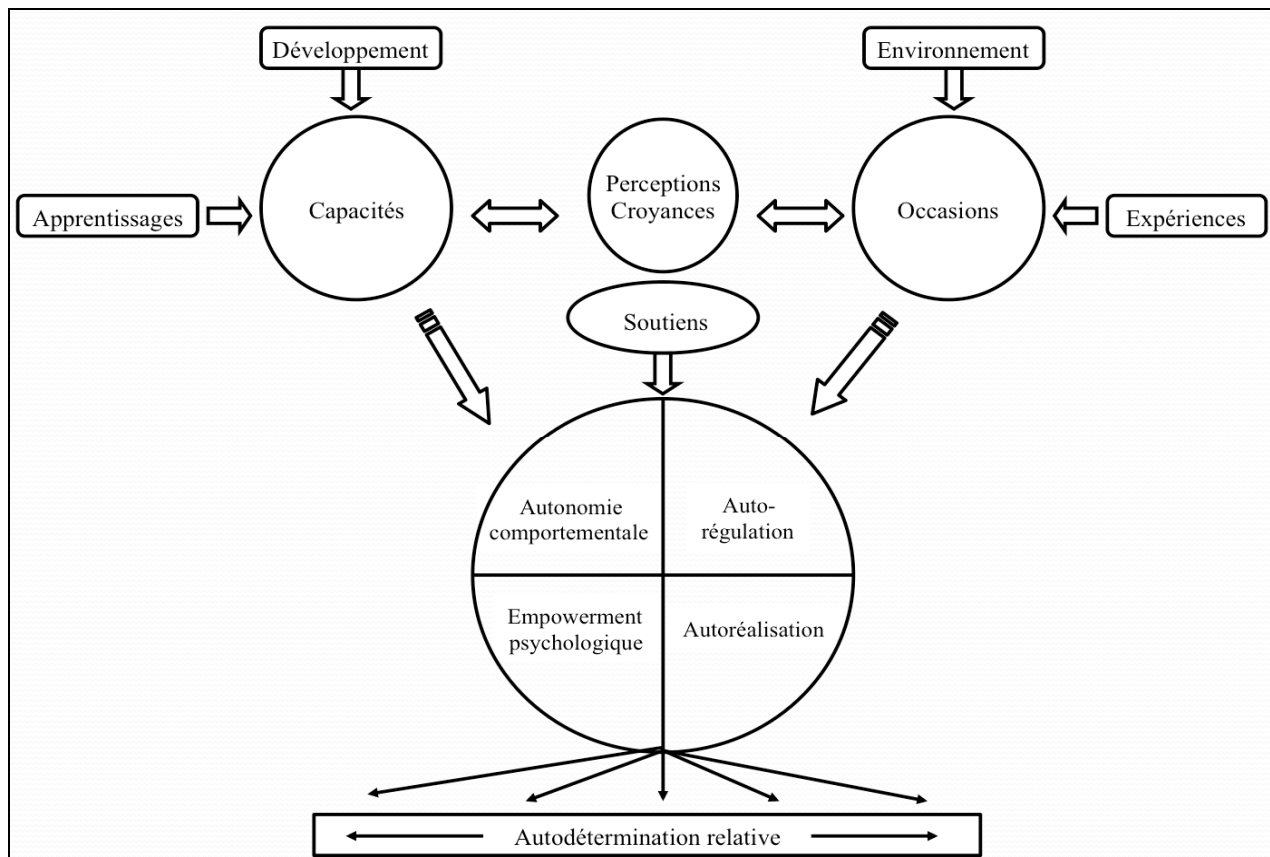 Développement
Environnement
Perceptions
Croyances
Capacités
Occasions
Apprentissages
Expériences
Soutiens
Autonomie
comportementale
Auto-
régulation
Empowerment
psychologique
Autoréalisation
Autodétermination relative